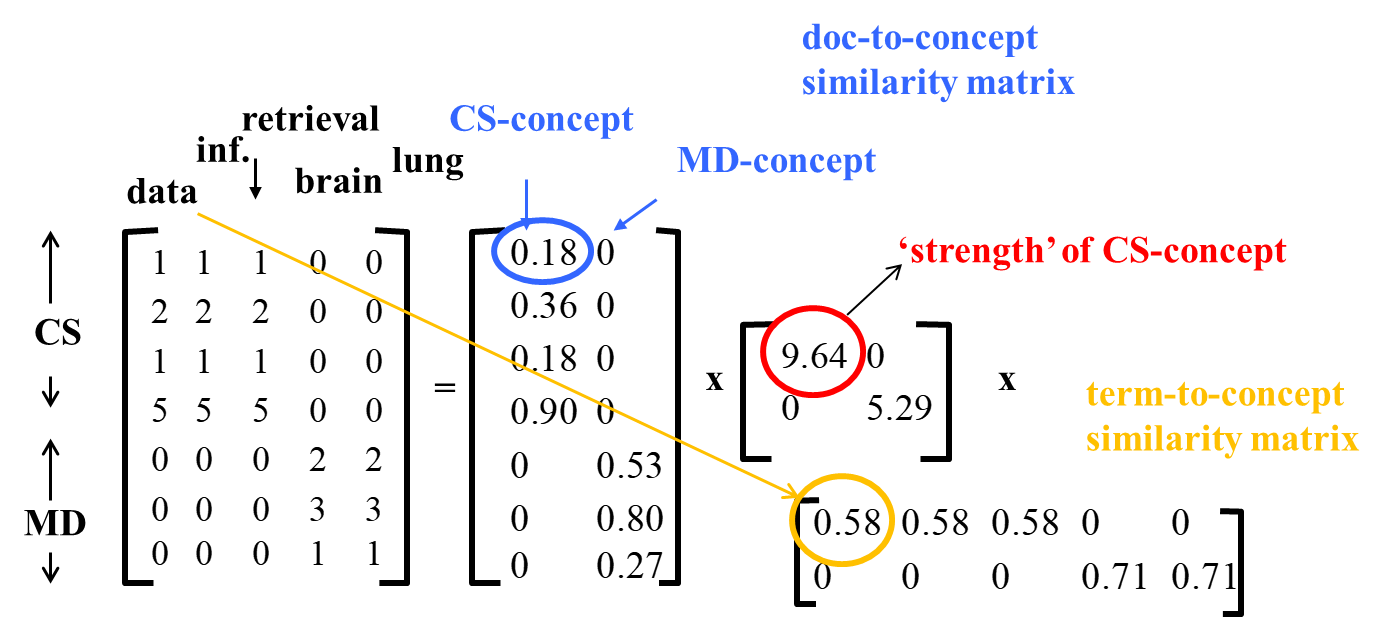 doc-to-concept
similarity matrix
retrieval
CS-concept
inf.
lung
MD-concept
brain
data
‘strength’ of CS-concept
CS
MD
1 1 1 0 0
2 2 2 0 0
1 1 1 0 0
5 5 5 0 0
0 0 0 2 2
0 0 0 3 3
0 0 0 1 1
=
0.18 0
0.36 0
0.18 0
0.90 0
0 0.53
0 0.80
0 0.27
x
9.64 0
0 5.29
x
term-to-concept
similarity matrix
0.58 0.58 0.58 0 0
0 0 0 0.71 0.71